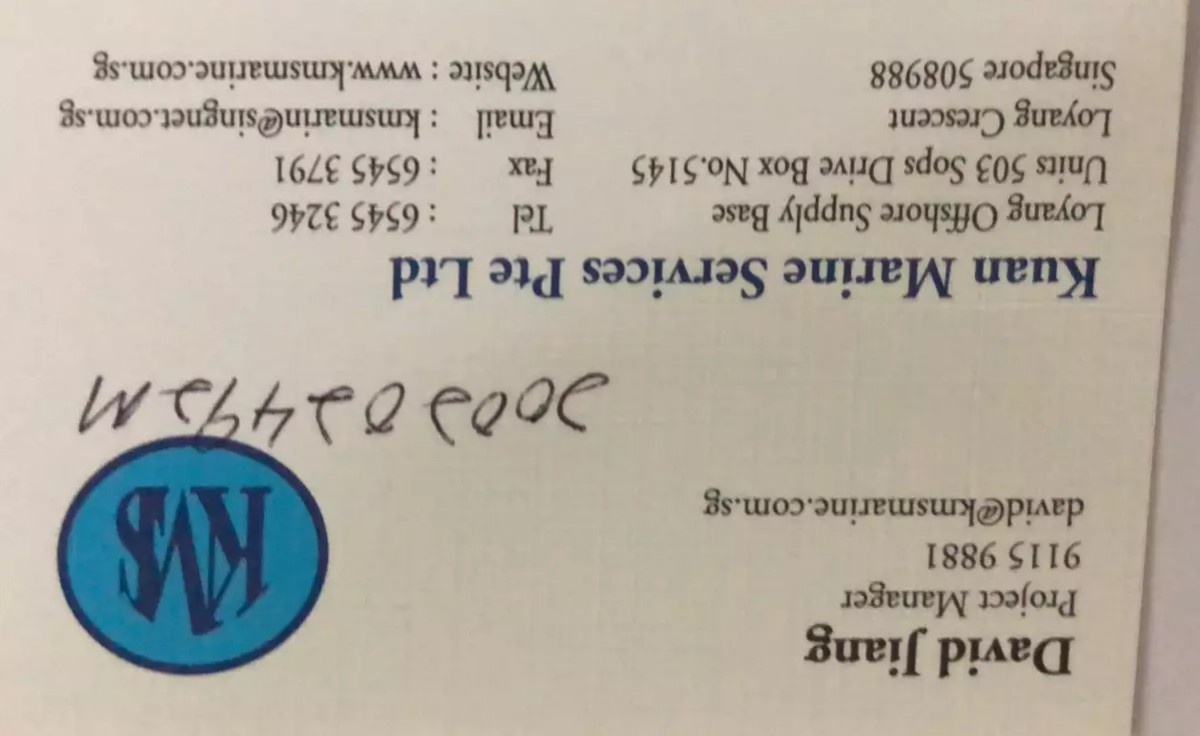 David Jiang
Project Manager
9115 9881
david@kmsmarine.com.sg
KMS
200202492M
Kuan Marine Services Pte Ltd
Loyang Offshore Supply Base
Units 503 Sops Drive Box No.5145
Loyang Crescent
Singapore 508988
Tel : 6545 3246
Fax : 6545 3791
Email : kmsmarin@singnet.com.sg
Website : www.kmsmarine.com.sg